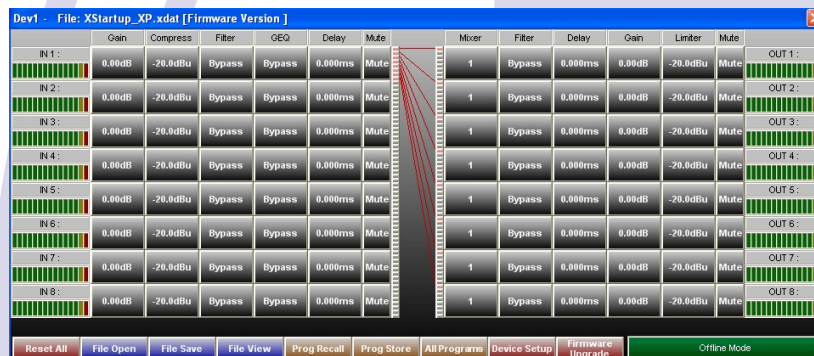 Dev1 - File: XStartup_XP.xdat [Firmware Version ]
Gain Compress Filter GEQ Delay Mute Mixer Filter Delay Gain Limiter Mute
IN 1 : 0.00dB -20.0dBu Bypass Bypass 0.000ms Mute 1 Bypass 0.000ms 0.00dB -20.0dBu Mute OUT 1 :
IN 2 : 0.00dB -20.0dBu Bypass Bypass 0.000ms Mute 1 Bypass 0.000ms 0.00dB -20.0dBu Mute OUT 2 :
IN 3 : 0.00dB -20.0dBu Bypass Bypass 0.000ms Mute 1 Bypass 0.000ms 0.00dB -20.0dBu Mute OUT 3 :
IN 4 : 0.00dB -20.0dBu Bypass Bypass 0.000ms Mute 1 Bypass 0.000ms 0.00dB -20.0dBu Mute OUT 4 :
IN 5 : 0.00dB -20.0dBu Bypass Bypass 0.000ms Mute 1 Bypass 0.000ms 0.00dB -20.0dBu Mute OUT 5 :
IN 6 : 0.00dB -20.0dBu Bypass Bypass 0.000ms Mute 1 Bypass 0.000ms 0.00dB -20.0dBu Mute OUT 6 :
IN 7 : 0.00dB -20.0dBu Bypass Bypass 0.000ms Mute 1 Bypass 0.000ms 0.00dB -20.0dBu Mute OUT 7 :
IN 8 : 0.00dB -20.0dBu Bypass Bypass 0.000ms Mute 1 Bypass 0.000ms 0.00dB -20.0dBu Mute OUT 8 :
Reset All File Open File Save File View Prog Recall Prog Store All Programs Device Setup Firmware Upgrade Offline Mode